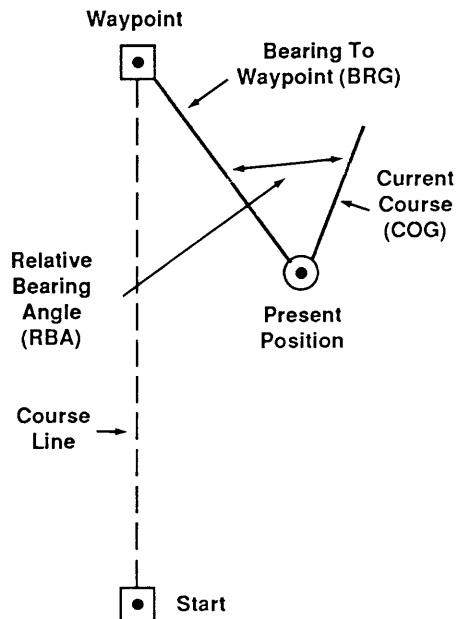 Waypoint
Bearing To
Waypoint (BRG)
Current
Course
(COG)
Relative
Bearing
Angle
(RBA)
Present
Position
Course
Line
Start